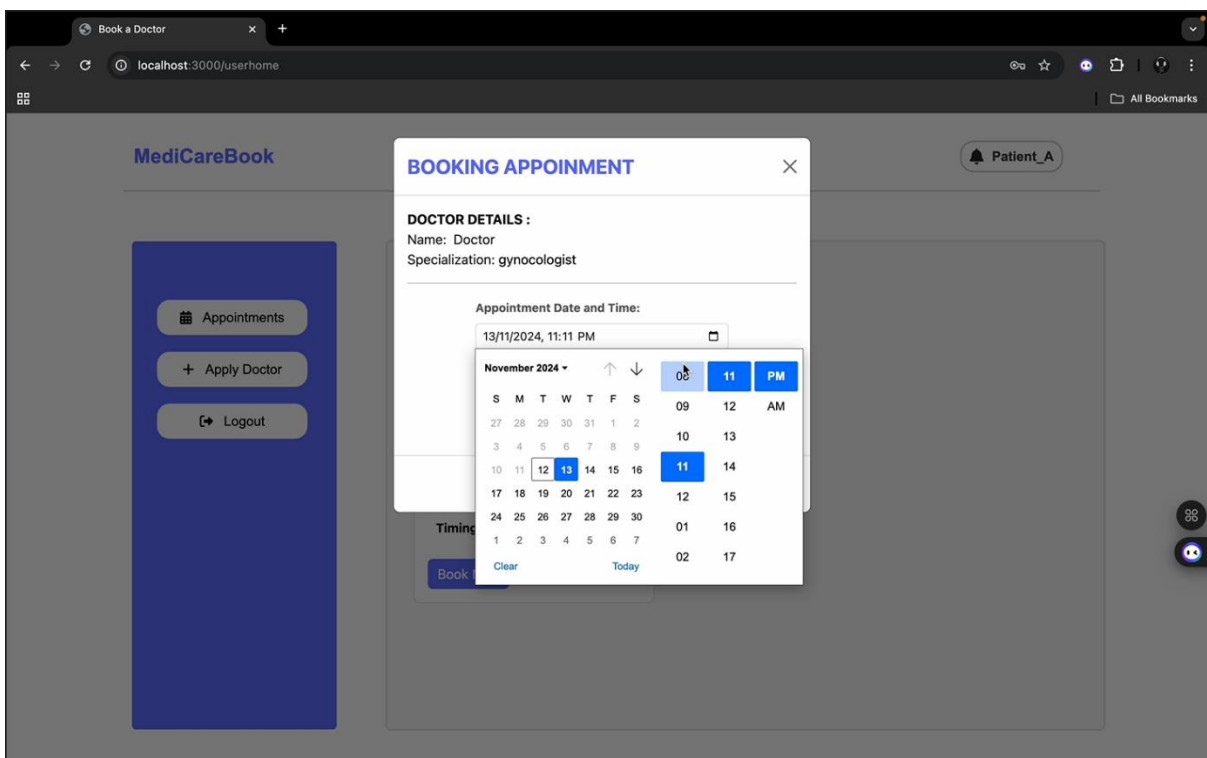 Book a Doctor
localhost:3000/userhome
All Bookmarks
MediCareBook
Patient_A
Appointments
Apply Doctor
Logout
BOOKING APPOINMENT
DOCTOR DETAILS :
Name: Doctor
Specialization: gynocologist
Appointment Date and Time:
13/11/2024, 11:11 PM
November 2024
S M T W T F S
27 28 29 30 31 1 2
3 4 5 6 7 8 9
10 11 12 13 14 15 16
17 18 19 20 21 22 23
24 25 26 27 28 29 30
1 2 3 4 5 6 7
Clear Today
08 11 PM
09 12 AM
10 13
11 14
12 15
01 16
02 17
Timing
Book